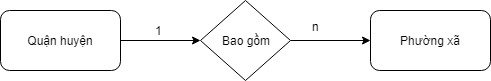 Quận huyện
1
Bao gồm
n
Phường xã